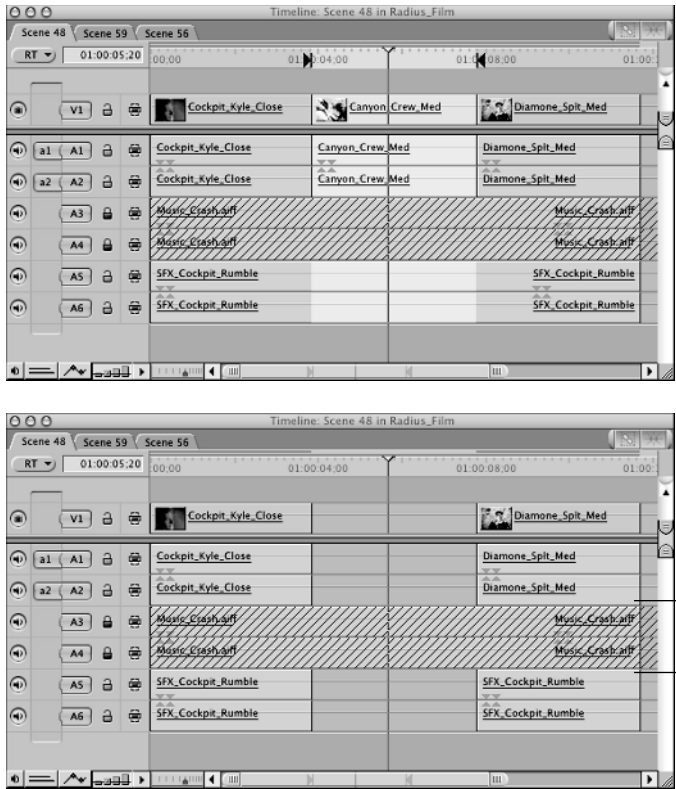 Timeline: Scene 48 in Radius_Film
Scene 48 Scene 59 Scene 56
RT 01:00:05;20 :00;00 01:00:04;00 01:00:08;00 01:00:
V1 Cockpit_Kyle_Close Canyon_Crew_Med Diamone_Splt_Med
a1 A1 Cockpit_Kyle_Close Canyon_Crew_Med Diamone_Splt_Med
a2 A2 Cockpit_Kyle_Close Canyon_Crew_Med Diamone_Splt_Med
A3 Music_Crash.aiff Music_Crash.aiff
A4 Music_Crash.aiff Music_Crash.aiff
A5 SFX_Cockpit_Rumble SFX_Cockpit_Rumble
A6 SFX_Cockpit_Rumble SFX_Cockpit_Rumble
Timeline: Scene 48 in Radius_Film
Scene 48 Scene 59 Scene 56
RT 01:00:05;20 :00;00 01:00:04;00 01:00:08;00 01:00:
V1 Cockpit_Kyle_Close Diamone_Splt_Med
a1 A1 Cockpit_Kyle_Close Diamone_Splt_Med
a2 A2 Cockpit_Kyle_Close Diamone_Splt_Med
A3 Music_Crash.aiff Music_Crash.aiff
A4 Music_Crash.aiff Music_Crash.aiff
A5 SFX_Cockpit_Rumble SFX_Cockpit_Rumble
A6 SFX_Cockpit_Rumble SFX_Cockpit_Rumble